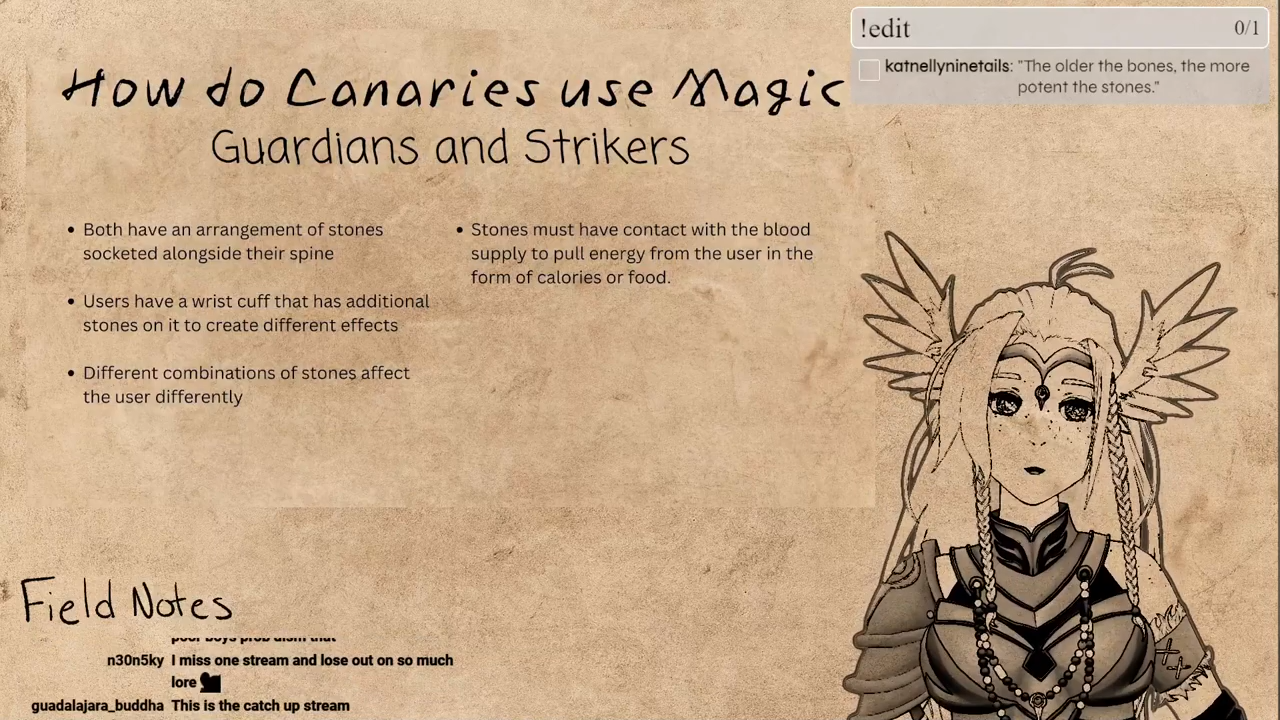 How do Canaries use Magic
Guardians and Strikers
!edit 0/1
katnellyninetails: "The older the bones, the more
potent the stones."
• Both have an arrangement of stones
socketed alongside their spine
• Users have a wrist cuff that has additional
stones on it to create different effects
• Different combinations of stones affect
the user differently
• Stones must have contact with the blood
supply to pull energy from the user in the
form of calories or food.
Field Notes
n30n5ky I miss one stream and lose out on so much
lore
guadalajara_buddha This is the catch up stream